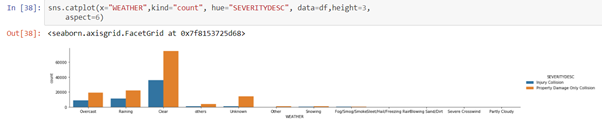 In [38]: sns.catplot(x="WEATHER",kind="count", hue="SEVERITYDESC", data=df,height=3,
aspect=6)
Out[38]: <seaborn.axisgrid.FacetGrid at 0x7f8153725d68>
60000
40000
20000
0
count
Overcast Raining Clear others Unknown Other Snowing Fog/Smog/Smoke Sleet/Hail/Freezing Rain Blowing Sand/Dirt Severe Crosswind Partly Cloudy
WEATHER
SEVERITYDESC
Injury Collision
Property Damage Only Collision